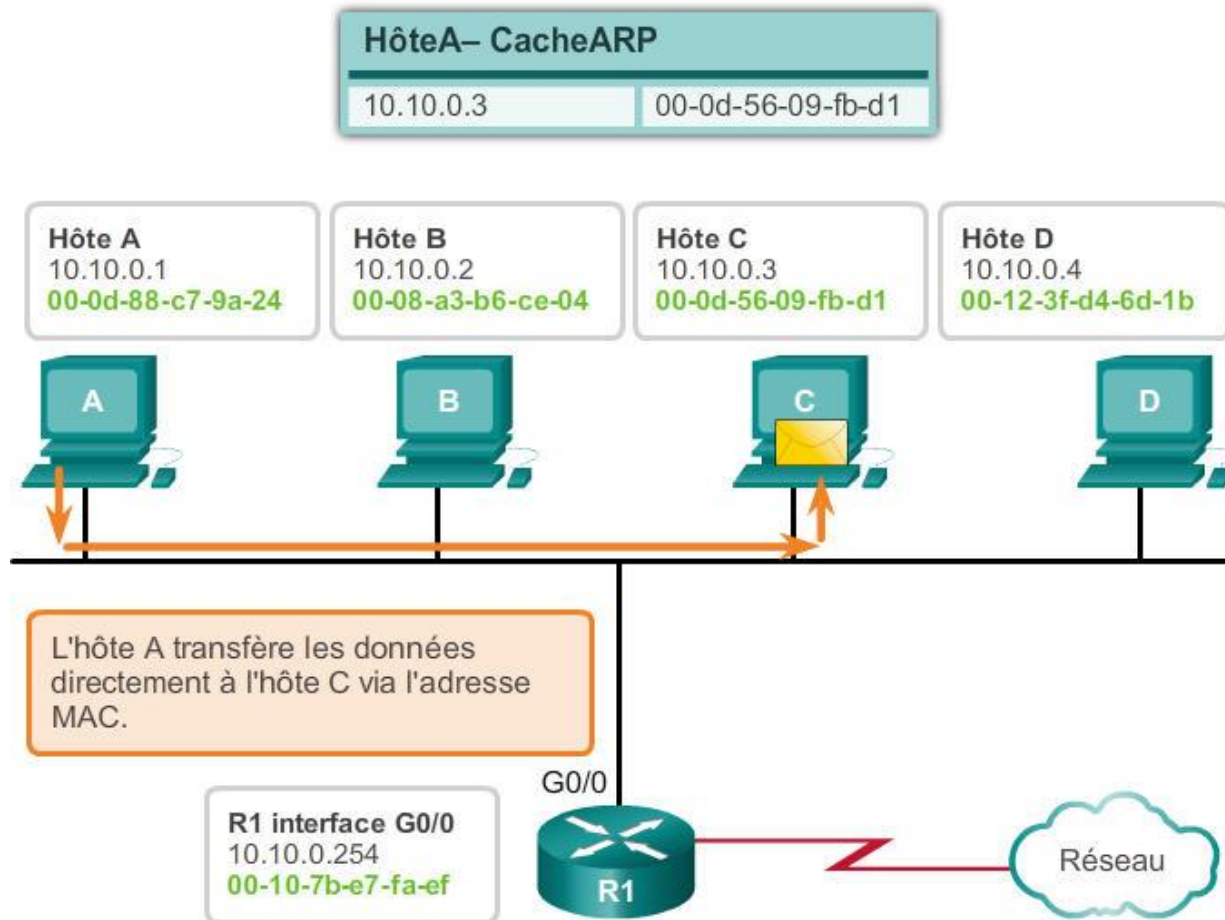 HôteA– CacheARP
10.10.0.3 00-0d-56-09-fb-d1
Hôte A
10.10.0.1
00-0d-88-c7-9a-24
Hôte B
10.10.0.2
00-08-a3-b6-ce-04
Hôte C
10.10.0.3
00-0d-56-09-fb-d1
Hôte D
10.10.0.4
00-12-3f-d4-6d-1b
A
B
C
D
L'hôte A transfère les données
directement à l'hôte C via l'adresse
MAC.
G0/0
R1 interface G0/0
10.10.0.254
00-10-7b-e7-fa-ef
R1
Réseau